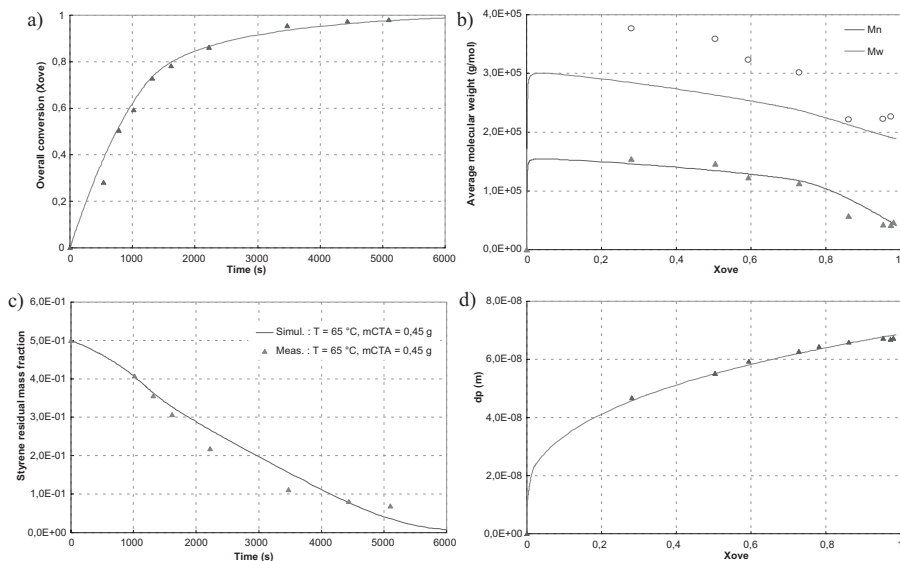 a)
Overall conversion (Xove)
1
0,8
0,6
0,4
0,2
0
0 1000 2000 3000 4000 5000 6000
Time (s)
b)
Average molecular weight (g/mol)
4,0E+05
3,0E+05
2,0E+05
1,0E+05
0,0E+00
0 0,2 0,4 0,6 0,8 1
Xove
Mn
Mw
c)
Styrene residual mass fraction
6,0E-01
5,0E-01
4,0E-01
3,0E-01
2,0E-01
1,0E-01
0,0E+00
0 1000 2000 3000 4000 5000 6000
Time (s)
Simul. : T = 65 °C, mCTA = 0,45 g
Meas. : T = 65 °C, mCTA = 0,45 g
d)
dp (m)
8,0E-08
6,0E-08
4,0E-08
2,0E-08
0,0E+00
0 0,2 0,4 0,6 0,8 1
Xove